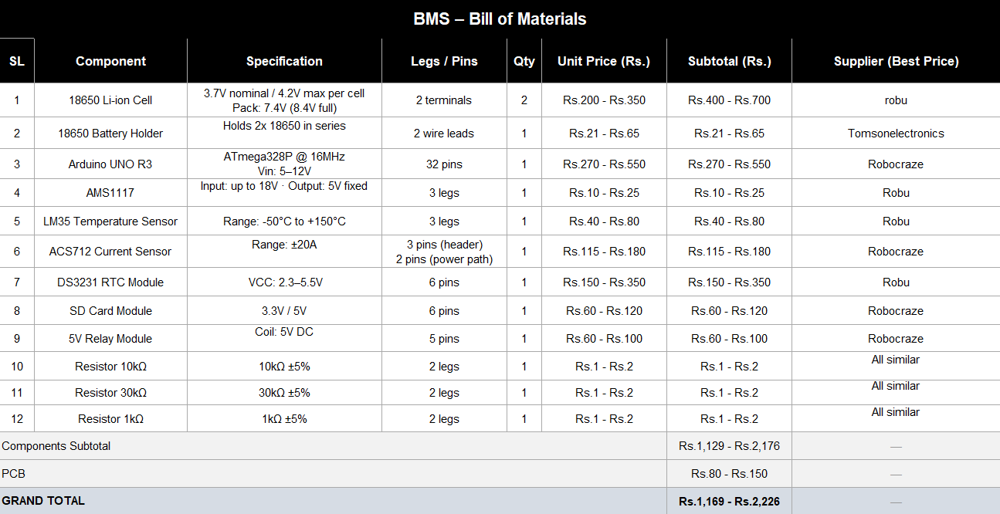 BMS – Bill of Materials
SL Component Specification Legs / Pins Qty Unit Price (Rs.) Subtotal (Rs.) Supplier (Best Price)
1 18650 Li-ion Cell 3.7V nominal / 4.2V max per cell 2 terminals 2 Rs.200 - Rs.350 Rs.400 - Rs.700 robu
Pack: 7.4V (8.4V full)
2 18650 Battery Holder Holds 2x 18650 in series 2 wire leads 1 Rs.21 - Rs.65 Rs.21 - Rs.65 Tomsonelectronics
3 Arduino UNO R3 ATmega328P @ 16MHz 32 pins 1 Rs.270 - Rs.550 Rs.270 - Rs.550 Robocraze
Vin: 5–12V
4 AMS1117 Input: up to 18V · Output: 5V fixed 3 legs 1 Rs.10 - Rs.25 Rs.10 - Rs.25 Robu
5 LM35 Temperature Sensor Range: -50°C to +150°C 3 legs 1 Rs.40 - Rs.80 Rs.40 - Rs.80 Robu
6 ACS712 Current Sensor Range: ±20A 3 pins (header) 1 Rs.115 - Rs.180 Rs.115 - Rs.180 Robocraze
2 pins (power path)
7 DS3231 RTC Module VCC: 2.3–5.5V 6 pins 1 Rs.150 - Rs.350 Rs.150 - Rs.350 Robu
8 SD Card Module 3.3V / 5V 6 pins 1 Rs.60 - Rs.120 Rs.60 - Rs.120 Robocraze
9 5V Relay Module Coil: 5V DC 5 pins 1 Rs.60 - Rs.100 Rs.60 - Rs.100 Robocraze
10 Resistor 10kΩ 10kΩ ±5% 2 legs 1 Rs.1 - Rs.2 Rs.1 - Rs.2 All similar
11 Resistor 30kΩ 30kΩ ±5% 2 legs 1 Rs.1 - Rs.2 Rs.1 - Rs.2 All similar
12 Resistor 1kΩ 1kΩ ±5% 2 legs 1 Rs.1 - Rs.2 Rs.1 - Rs.2 All similar
Components Subtotal Rs.1,129 - Rs.2,176 —
PCB Rs.80 - Rs.150 —
GRAND TOTAL Rs.1,169 - Rs.2,226 —